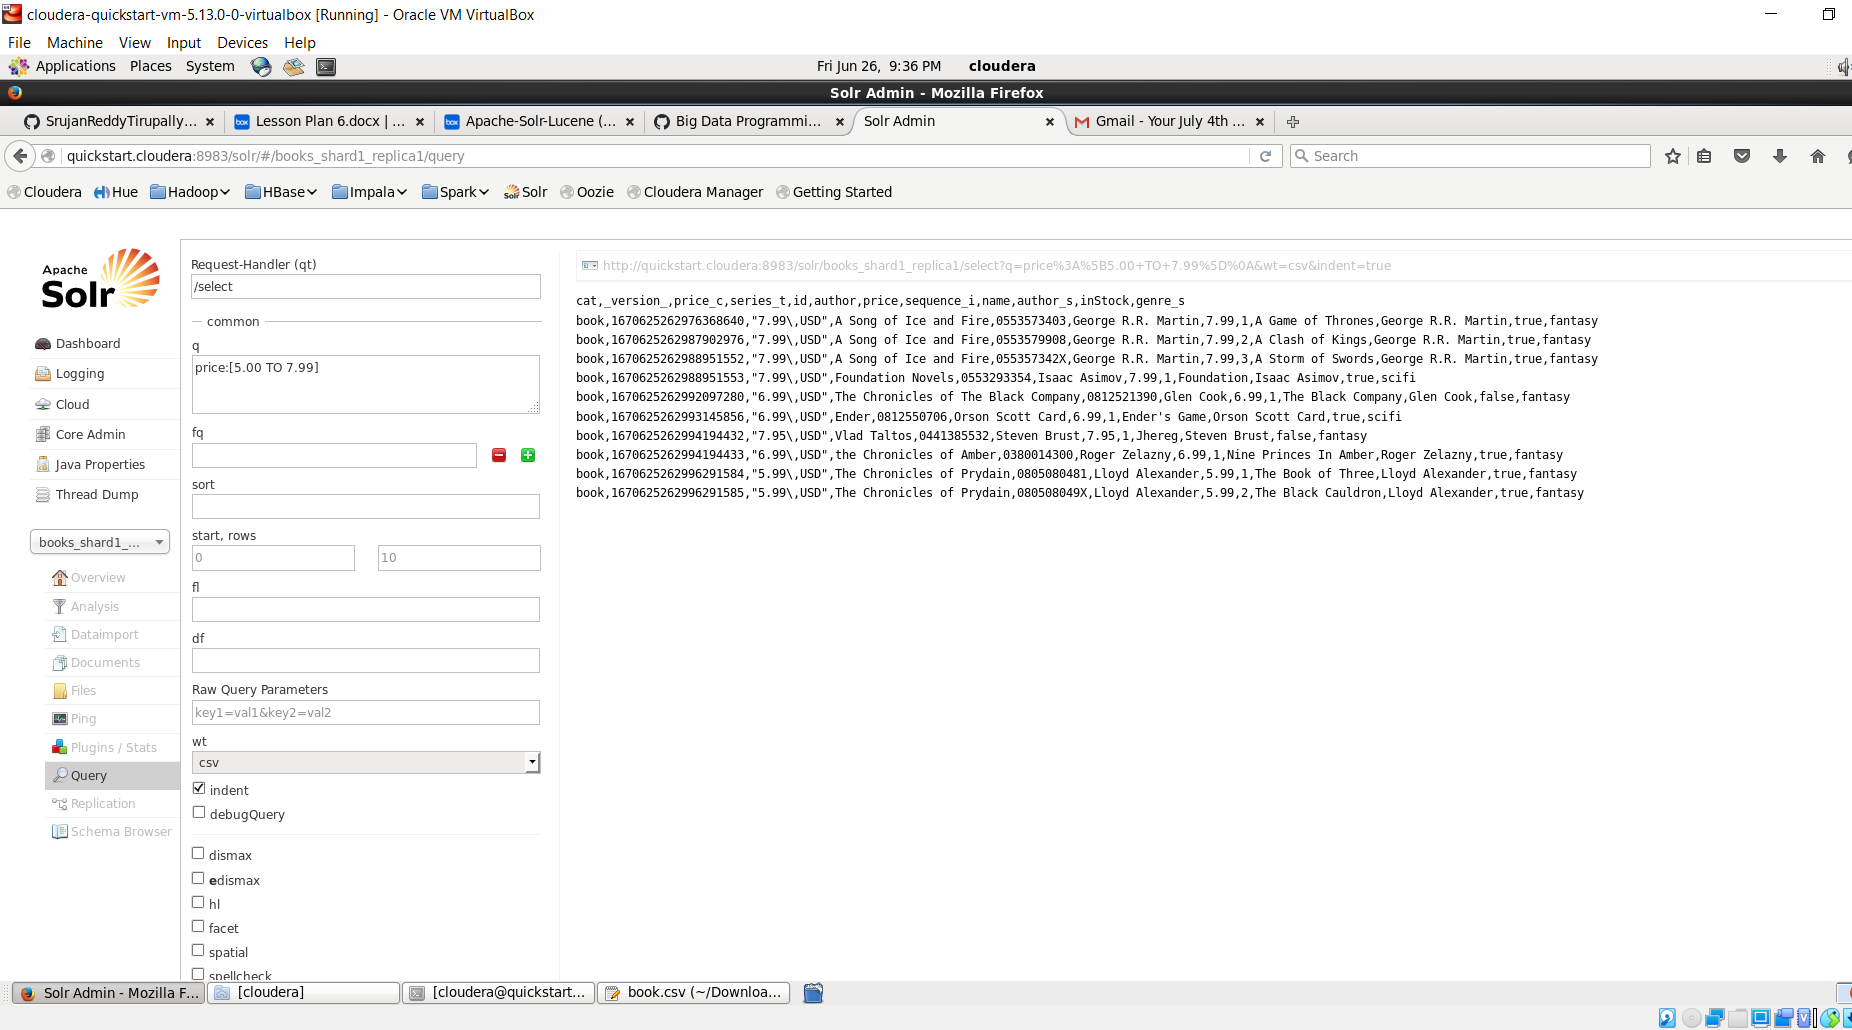 cloudera-quickstart-vm-5.13.0-0-virtualbox [Running] - Oracle VM VirtualBox
File Machine View Input Devices Help
Applications Places System Fri Jun 26, 9:36 PM cloudera
Solr Admin - Mozilla Firefox
SrujanReddyTirupally... Lesson Plan 6.docx | ... Apache-Solr-Lucene (... Big Data Programmi... Solr Admin Gmail - Your July 4th ...
quickstart.cloudera:8983/solr/#/books_shard1_replica1/query Search
Cloudera Hue Hadoop HBase Impala Spark Solr Oozie Cloudera Manager Getting Started
Apache
Solr
Dashboard
Logging
Cloud
Core Admin
Java Properties
Thread Dump
books_shard1_...
Overview
Analysis
Dataimport
Documents
Files
Ping
Plugins / Stats
Query
Replication
Schema Browser
Request-Handler (qt)
/select
common
q
price:[5.00 TO 7.99]
fq
sort
start, rows
0 10
fl
df
Raw Query Parameters
key1=val1&key2=val2
wt
csv
indent
debugQuery
dismax
edismax
hl
facet
spatial
spellcheck
http://quickstart.cloudera:8983/solr/books_shard1_replica1/select?q=price%3A%5B5.00+TO+7.99%5D%0A&wt=csv&indent=true
cat,_version_,price_c,series_t,id,author,price,sequence_i,name,author_s,inStock,genre_s
book,1670625262976368640,"7.99\,USD",A Song of Ice and Fire,0553573403,George R.R. Martin,7.99,1,A Game of Thrones,George R.R. Martin,true,fantasy
book,1670625262987902976,"7.99\,USD",A Song of Ice and Fire,0553579908,George R.R. Martin,7.99,2,A Clash of Kings,George R.R. Martin,true,fantasy
book,1670625262988951552,"7.99\,USD",A Song of Ice and Fire,055357342X,George R.R. Martin,7.99,3,A Storm of Swords,George R.R. Martin,true,fantasy
book,1670625262988951553,"7.99\,USD",Foundation Novels,0553293354,Isaac Asimov,7.99,1,Foundation,Isaac Asimov,true,scifi
book,1670625262992097280,"6.99\,USD",The Chronicles of The Black Company,0812521390,Glen Cook,6.99,1,The Black Company,Glen Cook,false,fantasy
book,1670625262993145856,"6.99\,USD",Ender,0812550706,Orson Scott Card,6.99,1,Ender's Game,Orson Scott Card,true,scifi
book,1670625262994194432,"7.95\,USD",Vlad Taltos,0441385532,Steven Brust,7.95,1,Jhereg,Steven Brust,false,fantasy
book,1670625262994194433,"6.99\,USD",the Chronicles of Amber,0380014300,Roger Zelazny,6.99,1,Nine Princes In Amber,Roger Zelazny,true,fantasy
book,1670625262996291584,"5.99\,USD",The Chronicles of Prydain,0805080481,Lloyd Alexander,5.99,1,The Book of Three,Lloyd Alexander,true,fantasy
book,1670625262996291585,"5.99\,USD",The Chronicles of Prydain,080508049X,Lloyd Alexander,5.99,2,The Black Cauldron,Lloyd Alexander,true,fantasy
Solr Admin - Mozilla F... [cloudera] [cloudera@quickstart... book.csv (~/Downloa...